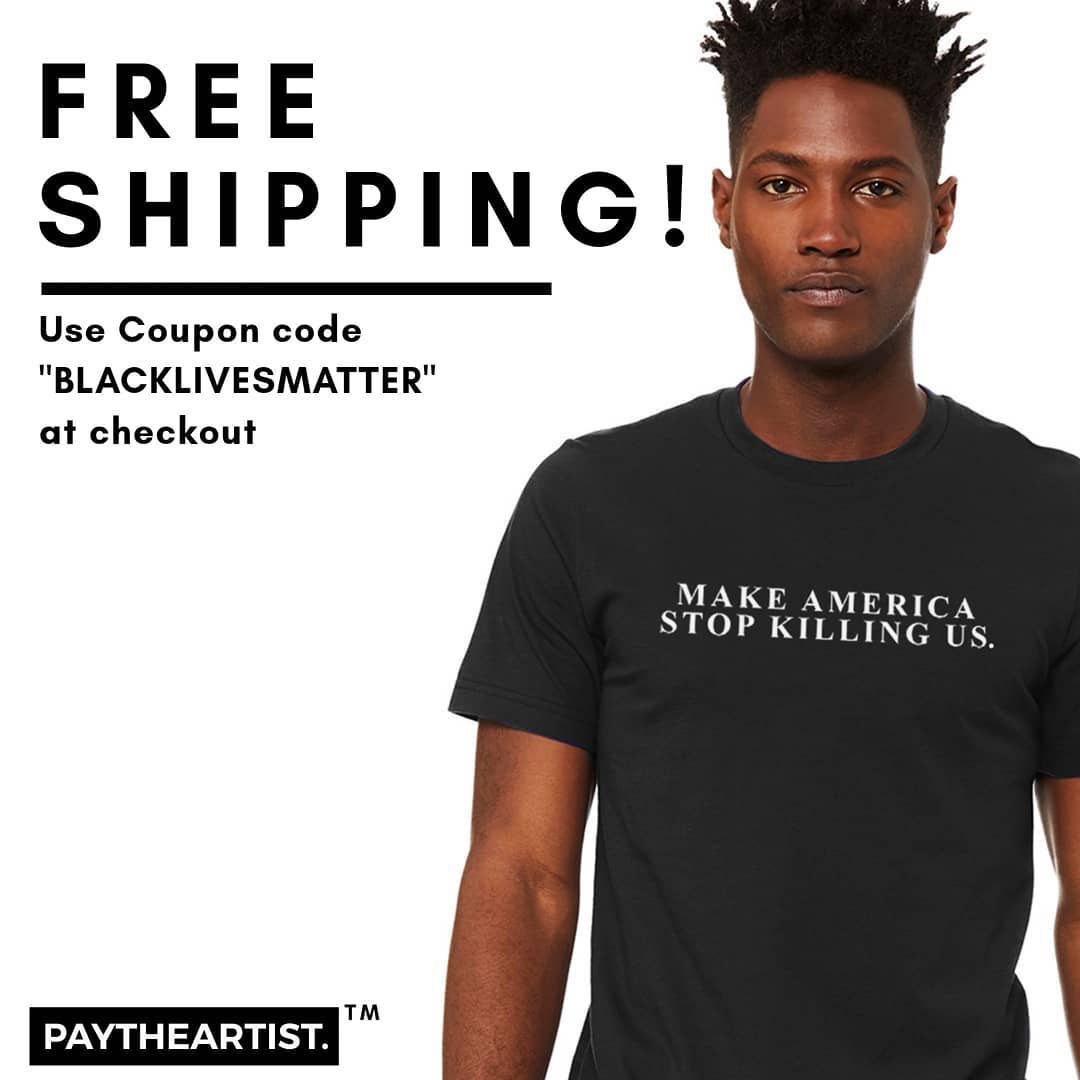 FREE
SHIPPING!
Use Coupon code
"BLACKLIVESMATTER"
at checkout
MAKE AMERICA
STOP KILLING US.
PAYTHEARTIST.™